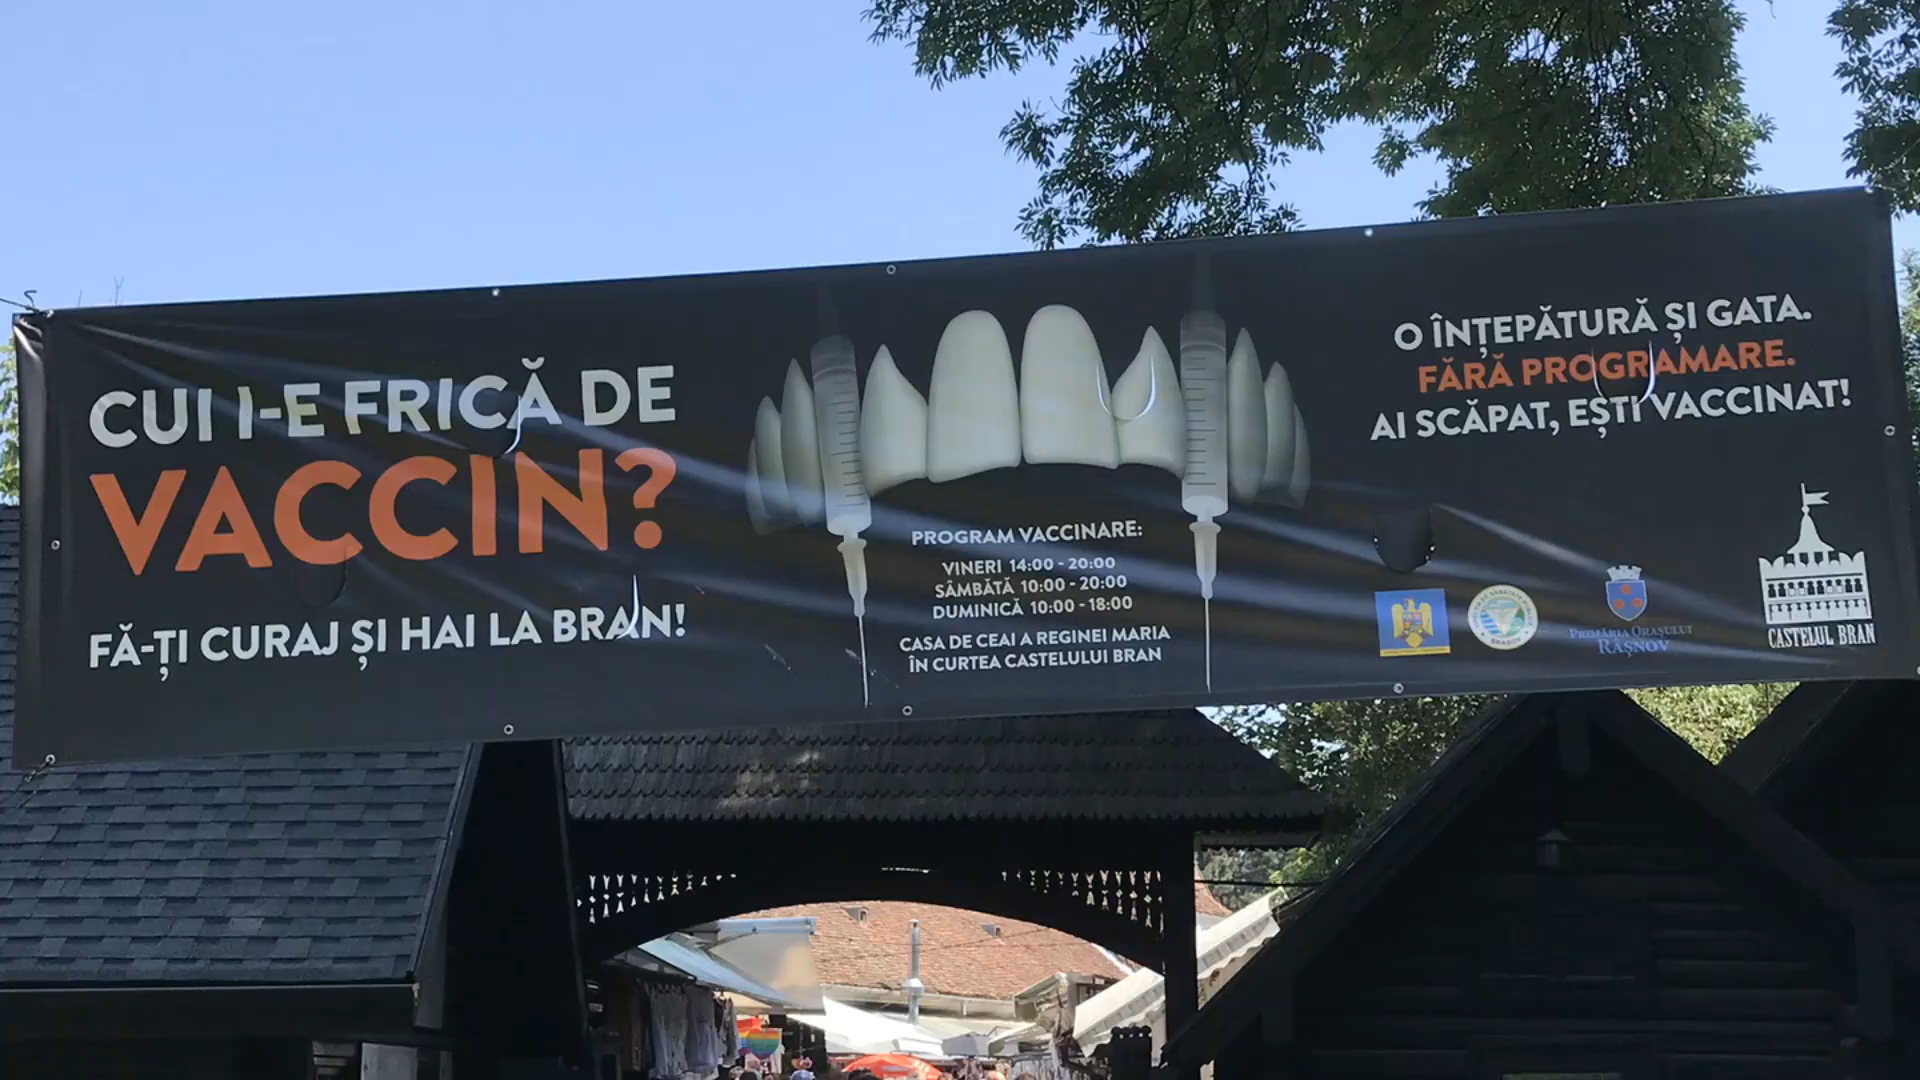 CUI I-E FRICĂ DE
VACCIN?
FĂ-ȚI CURAJ ȘI HAI LA BRAN!
PROGRAM VACCINARE:
VINERI 14:00 - 20:00
SÂMBĂTĂ 10:00 - 20:00
DUMINICĂ 10:00 - 18:00
CASA DE CEAI A REGINEI MARIA
ÎN CURTEA CASTELULUI BRAN
O ÎNȚEPĂTURĂ ȘI GATA.
FĂRĂ PROGRAMARE.
AI SCĂPAT, EȘTI VACCINAT!
PRIMĂRIA ORAȘULUI
RÂȘNOV
CASTELUL BRAN